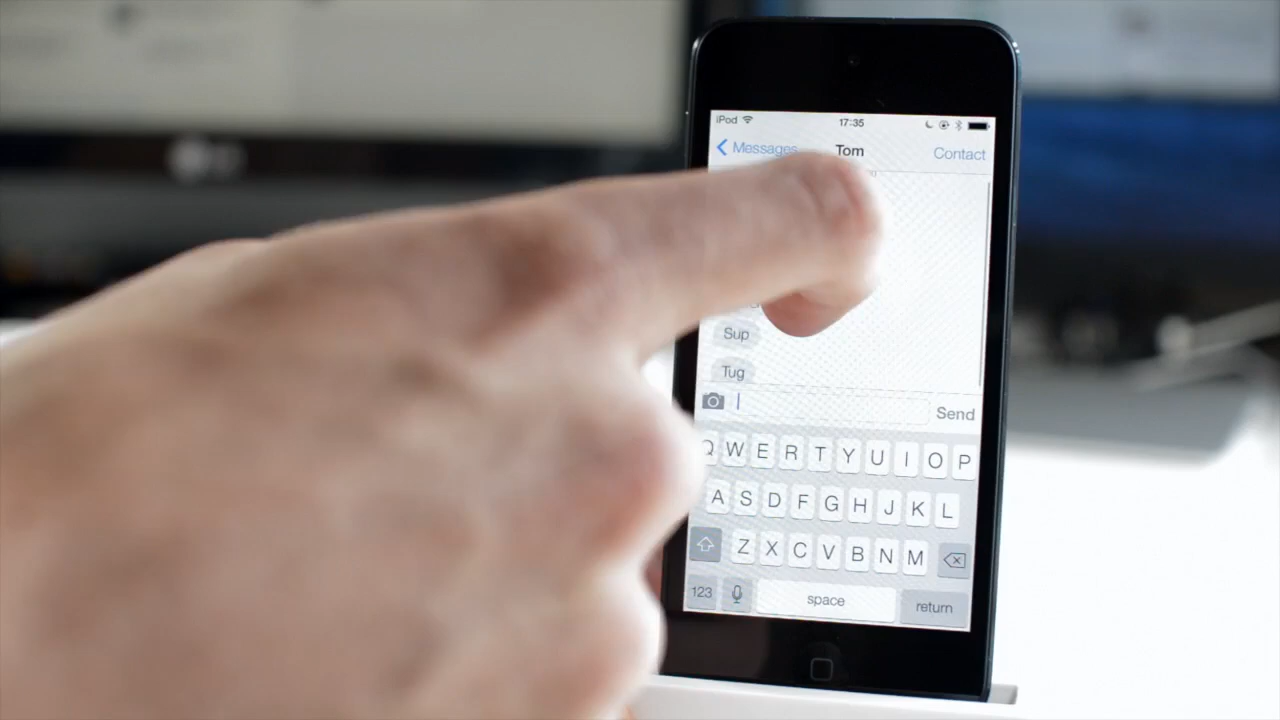 iPod 17:35
Messages Tom Contact
Sup
Tug
Send
Q W E R T Y U I O P
A S D F G H J K L
Z X C V B N M
123 space return